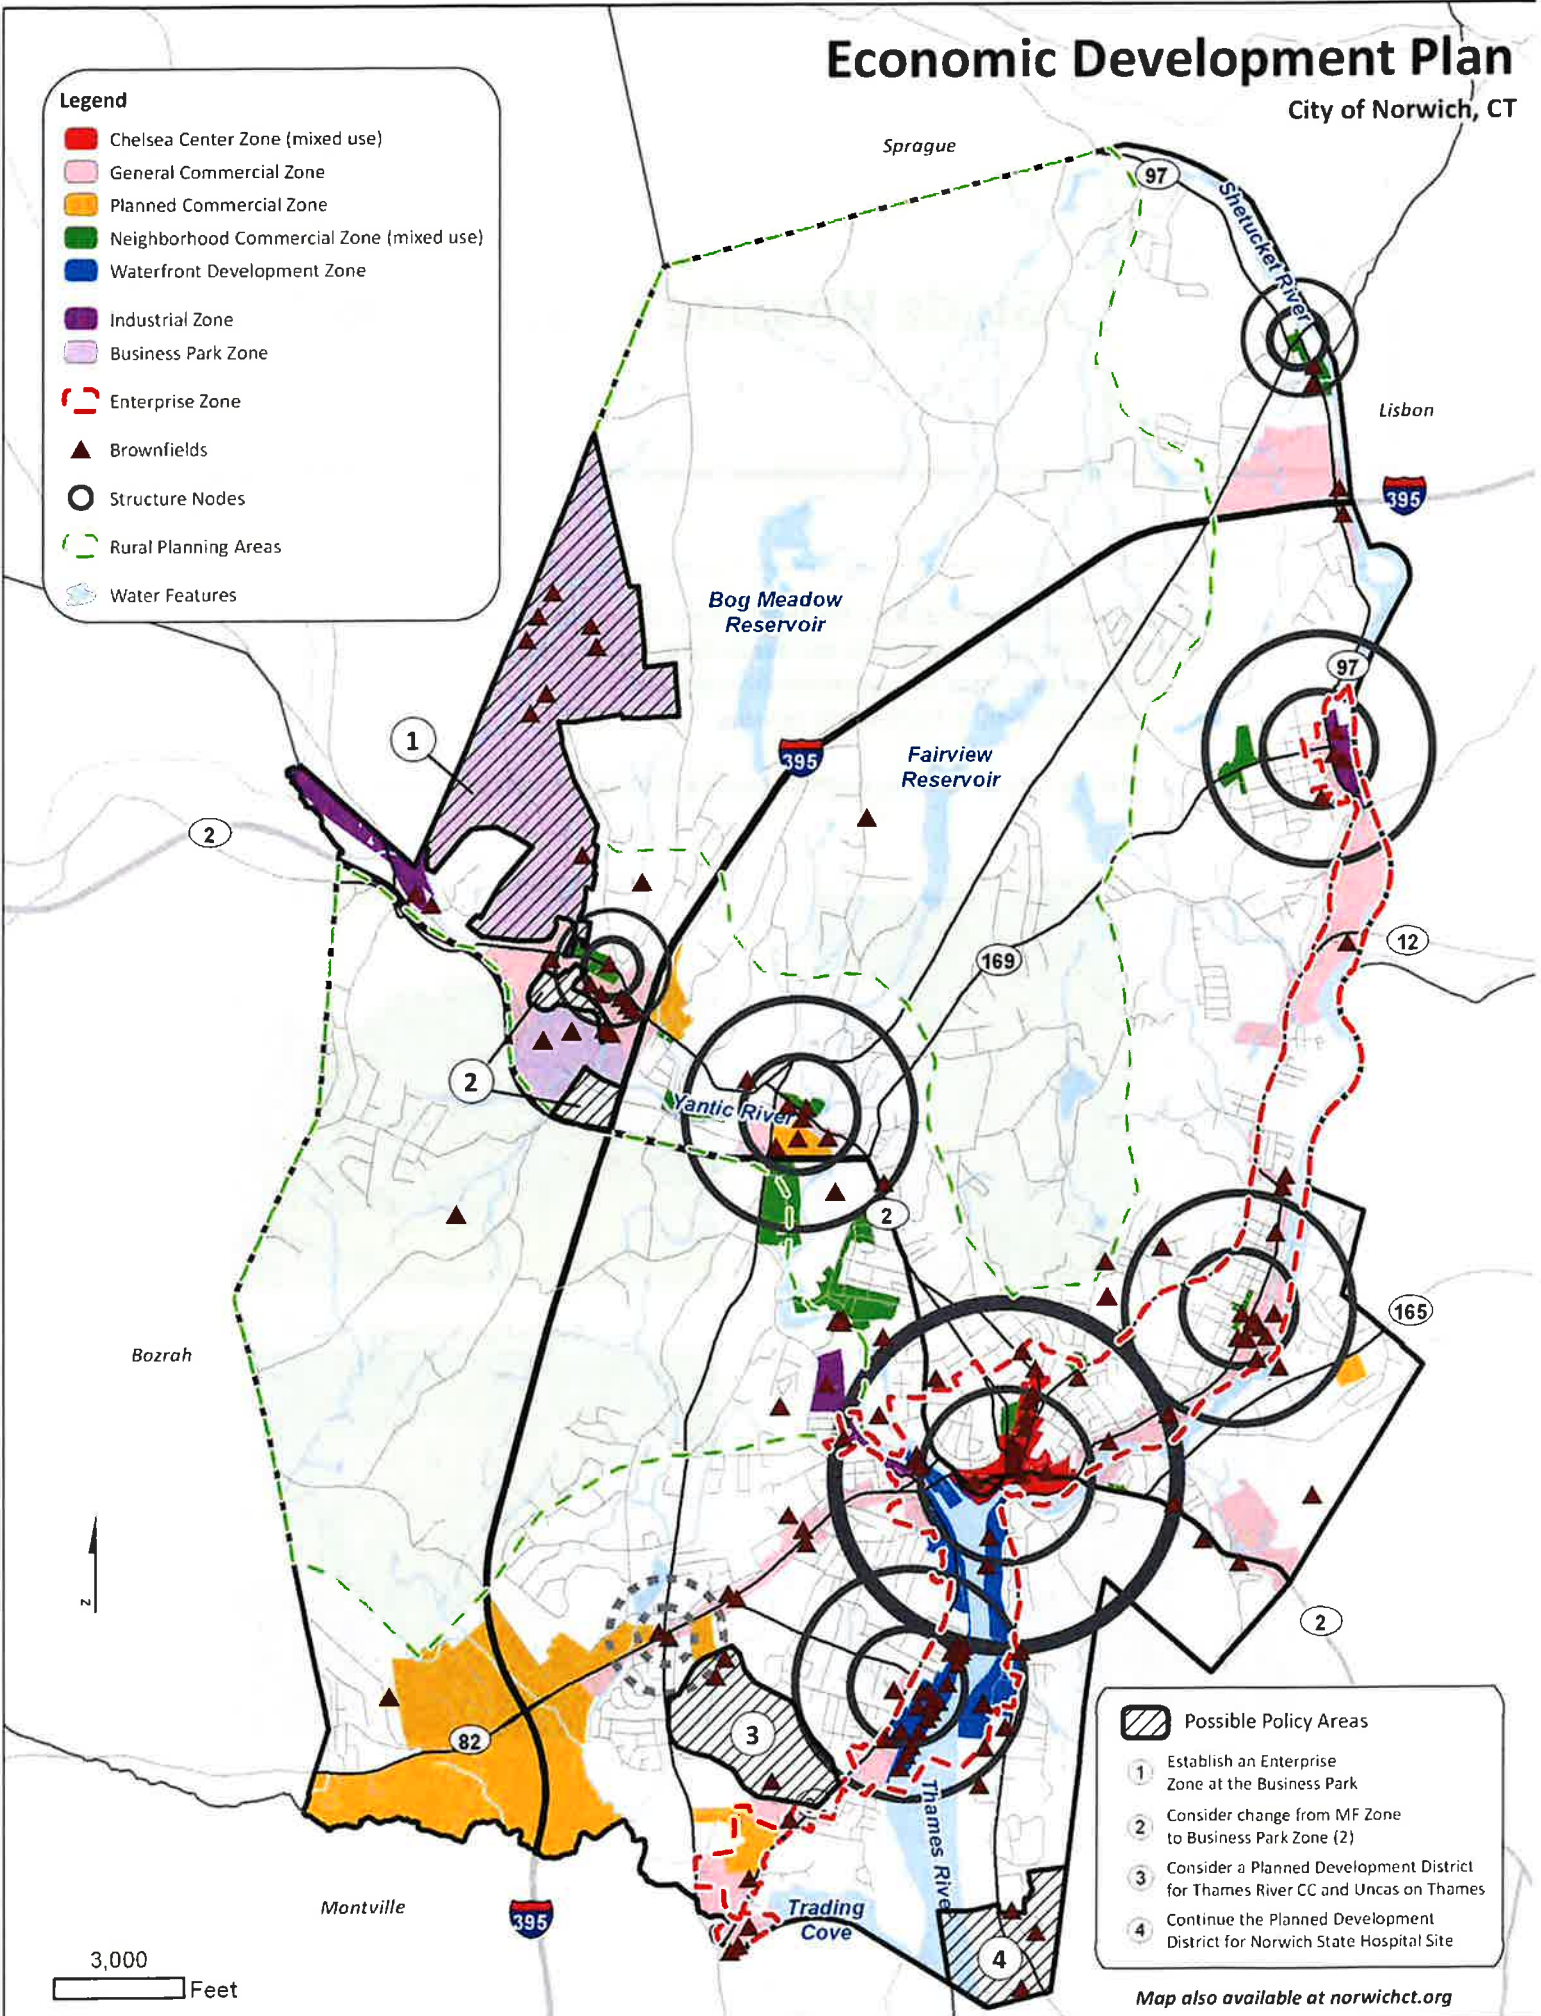 Economic Development Plan
City of Norwich, CT
Legend
Chelsea Center Zone (mixed use)
General Commercial Zone
Planned Commercial Zone
Neighborhood Commercial Zone (mixed use)
Waterfront Development Zone
Industrial Zone
Business Park Zone
Enterprise Zone
Brownfields
Structure Nodes
Rural Planning Areas
Water Features
Sprague
97
Shetucket River
Lisbon
395
Bog Meadow
Reservoir
97
1
395
Fairview
Reservoir
2
12
169
2
Yantic River
2
165
Bozrah
N
2
3
82
Thames River
Trading
Cove
Montville
395
4
3,000
Feet
Possible Policy Areas
1 Establish an Enterprise
Zone at the Business Park
2 Consider change from MF Zone
to Business Park Zone (2)
3 Consider a Planned Development District
for Thames River CC and Uncas on Thames
4 Continue the Planned Development
District for Norwich State Hospital Site
Map also available at norwichct.org